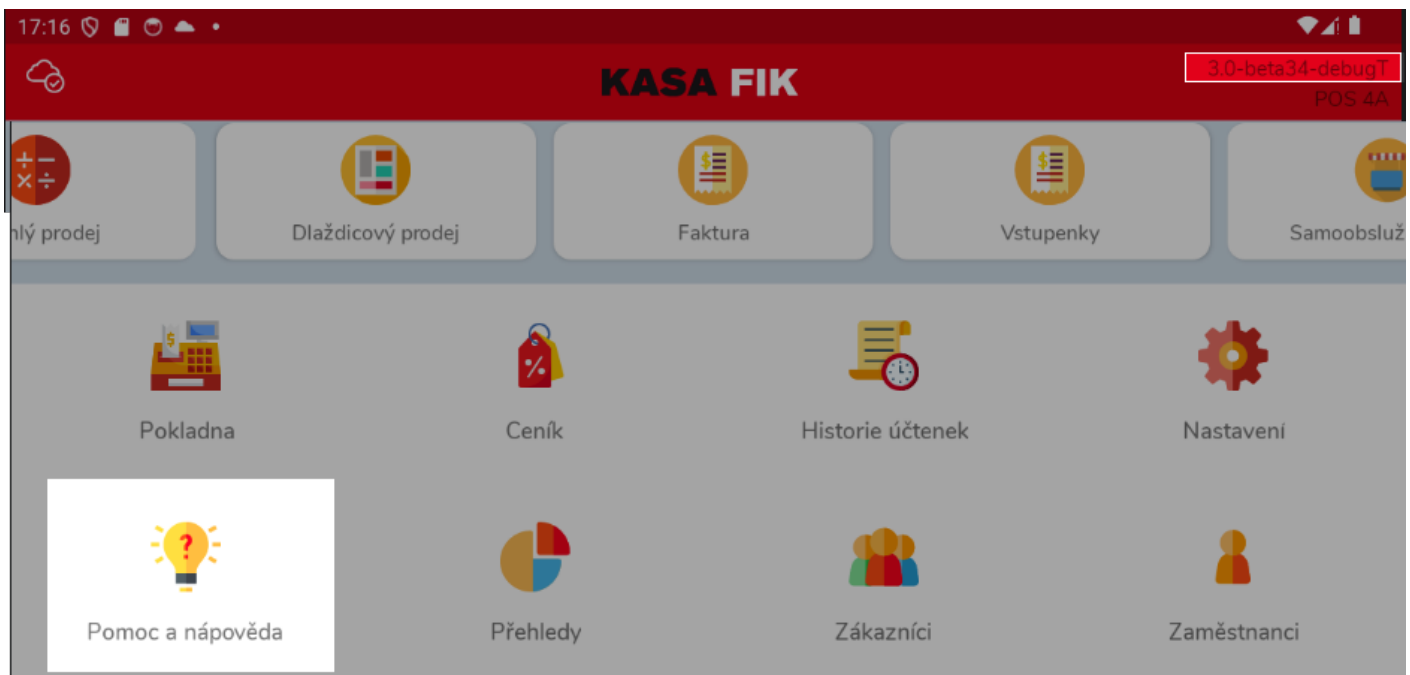 17:16
KASA FIK
3.0-beta34-debugT
POS 4A
hlý prodej
Dlaždicový prodej
Faktura
Vstupenky
Samoobsluž
Pokladna
Ceník
Historie účtenek
Nastavení
Pomoc a nápověda
Přehledy
Zákazníci
Zaměstnanci